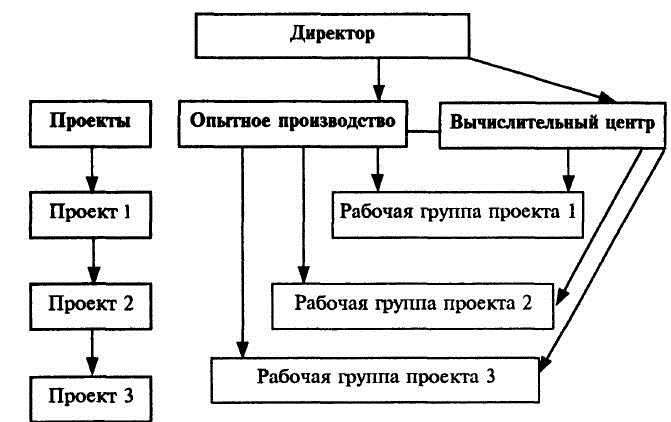 Директор
Проекты
Опытное производство
Вычислительный центр
Проект 1
Рабочая группа проекта 1
Проект 2
Рабочая группа проекта 2
Рабочая группа проекта 3
Проект 3